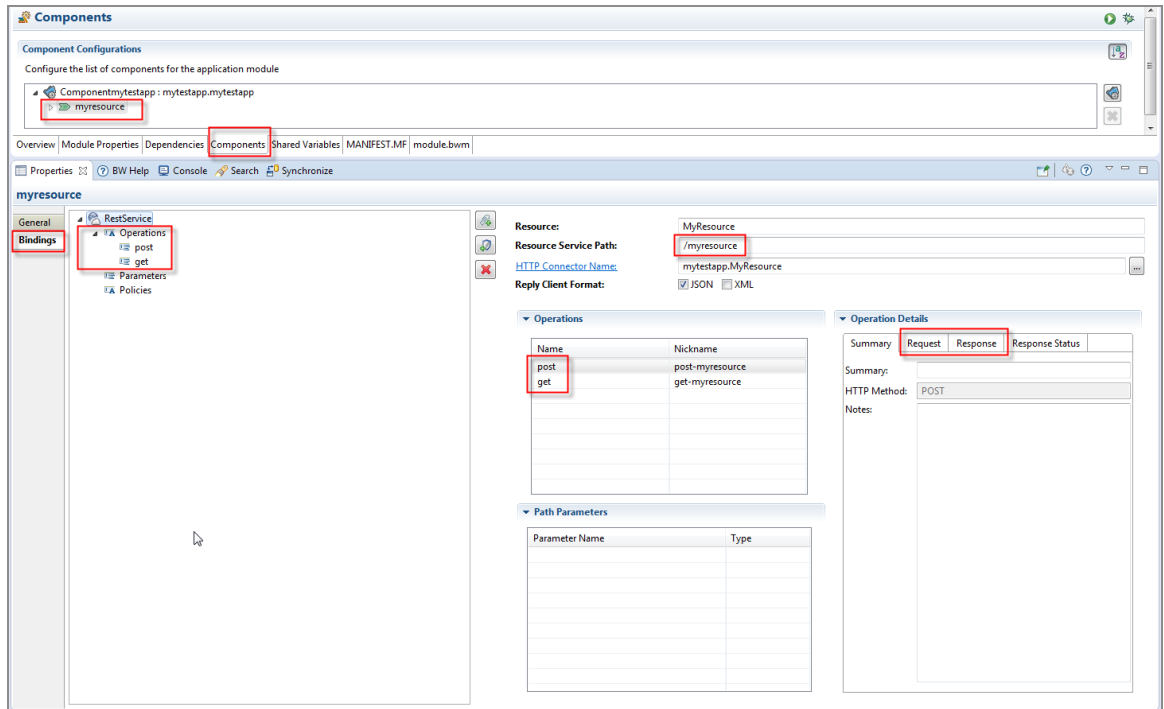 Components
Component Configurations
Configure the list of components for the application module
Componentmytestapp : mytestapp.mytestapp
myresource
Overview Module Properties Dependencies Components Shared Variables MANIFEST.MF module.bwm
Properties BW Help Console Search Synchronize
myresource
General
Bindings
RestService
Operations
post
get
Parameters
Policies
Resource: MyResource
Resource Service Path: /myresource
HTTP Connector Name: mytestapp.MyResource ...
Reply Client Format: JSON XML
Operations
Name Nickname
post post-myresource
get get-myresource
Path Parameters
Parameter Name Type
Operation Details
Summary Request Response Response Status
Summary:
HTTP Method: POST
Notes: